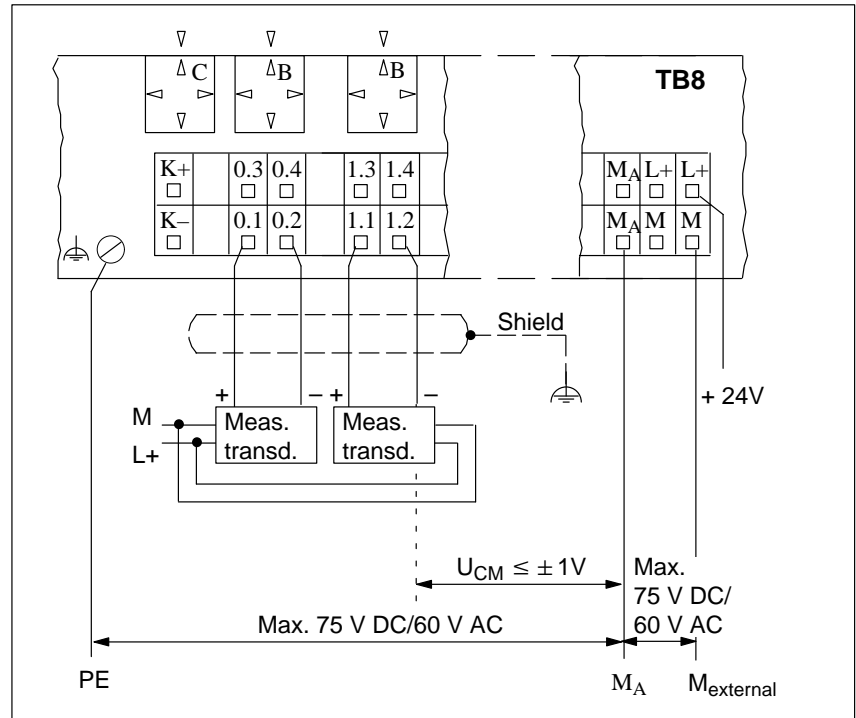 C B B TB8
K+ 0.3 0.4 1.3 1.4 MA L+ L+
K– 0.1 0.2 1.1 1.2 MA M M
Shield
+ – + – + 24V
M Meas. Meas.
L+ transd. transd.
UCM ≤ ± 1V Max.
75 V DC/
Max. 75 V DC/60 V AC 60 V AC
PE MA Mexternal